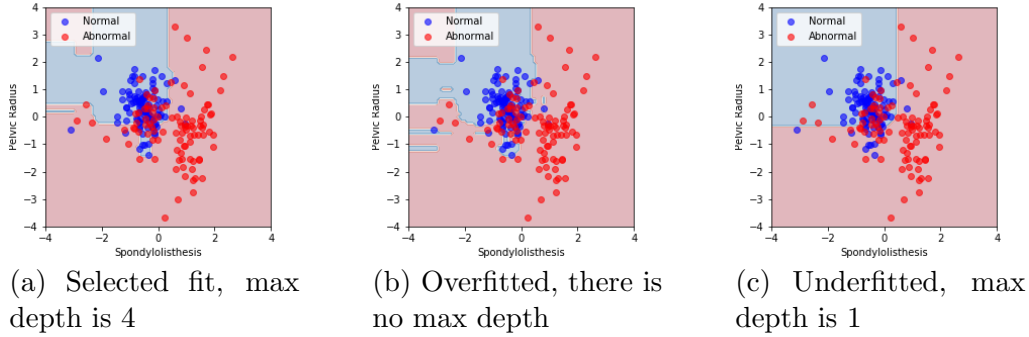 4
3
2
1
0
−1
−2
−3
−4
Pelvic Radius
Normal
Abnormal
−4 −2 0 2 4
Spondylolisthesis
(a) Selected fit, max
depth is 4
4
3
2
1
0
−1
−2
−3
−4
Pelvic Radius
Normal
Abnormal
−4 −2 0 2 4
Spondylolisthesis
(b) Overfitted, there is
no max depth
4
3
2
1
0
−1
−2
−3
−4
Pelvic Radius
Normal
Abnormal
−4 −2 0 2 4
Spondylolisthesis
(c) Underfitted, max
depth is 1